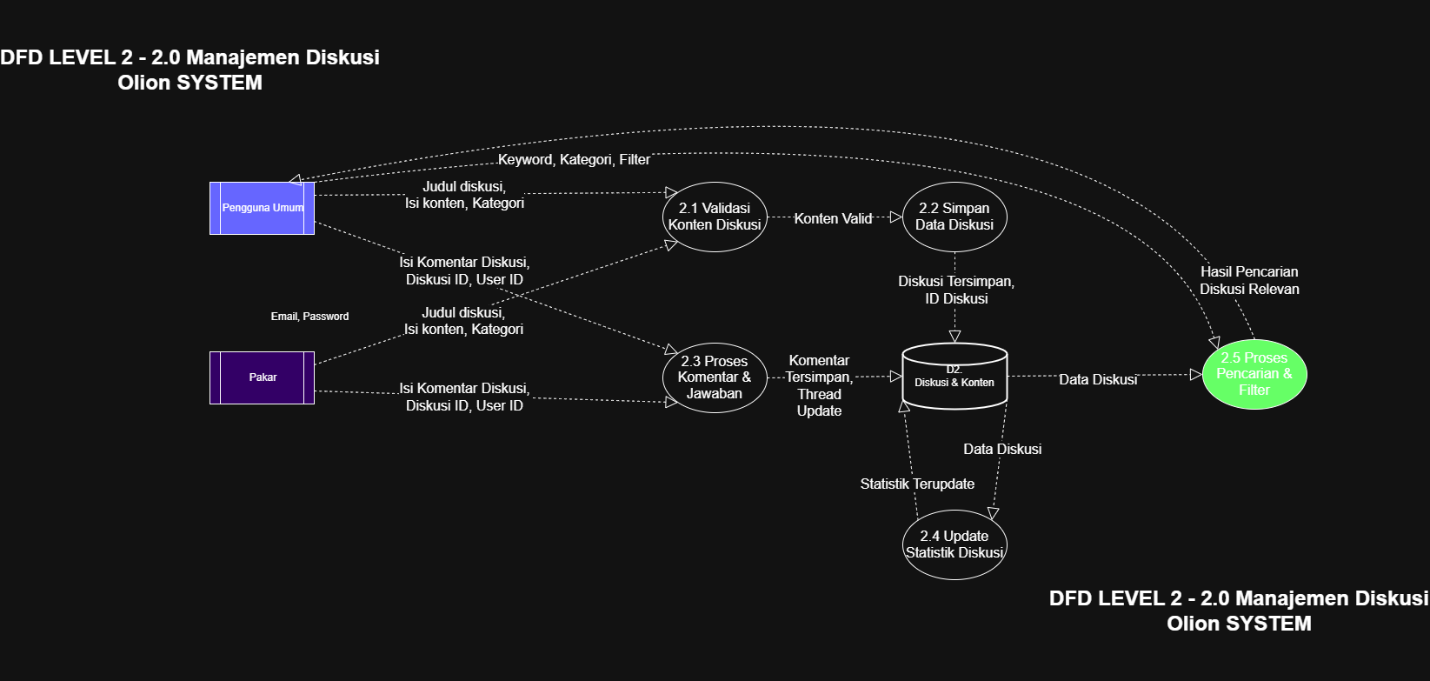 DFD LEVEL 2 - 2.0 Manajemen Diskusi
Olion SYSTEM
Keyword, Kategori, Filter
Judul diskusi,
Isi konten, Kategori
Pengguna Umum
2.1 Validasi
Konten Diskusi
Konten Valid
2.2 Simpan
Data Diskusi
Isi Komentar Diskusi,
Diskusi ID, User ID
Hasil Pencarian
Diskusi Relevan
Diskusi Tersimpan,
ID Diskusi
Email, Password
Judul diskusi,
Isi konten, Kategori
Pakar
Isi Komentar Diskusi,
Diskusi ID, User ID
2.3 Proses
Komentar &
Jawaban
Komentar
Tersimpan,
Thread
Update
D2.
Diskusi & Konten
Data Diskusi
2.5 Proses
Pencarian &
Filter
Data Diskusi
Statistik Terupdate
2.4 Update
Statistik Diskusi
DFD LEVEL 2 - 2.0 Manajemen Diskusi
Olion SYSTEM